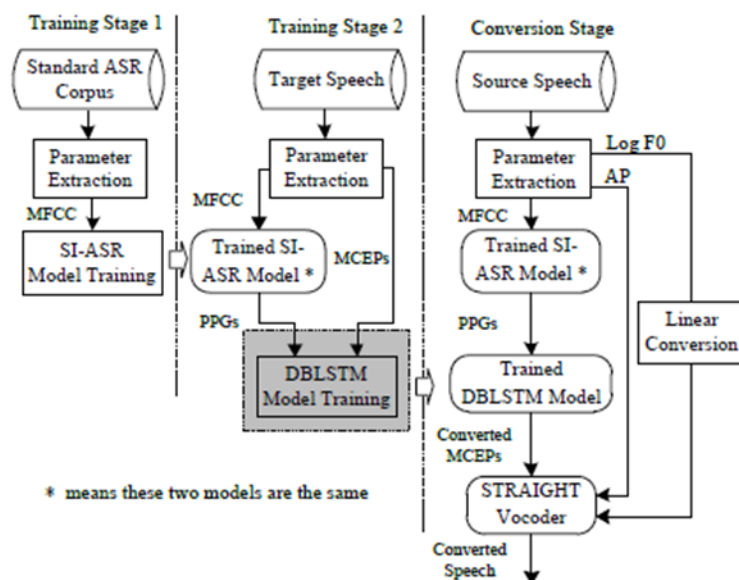 Training Stage 1
Standard ASR
Corpus
Parameter
Extraction
MFCC
SI-ASR
Model Training
Training Stage 2
Target Speech
Parameter
Extraction
MFCC
MCEPs
Trained SI-
ASR Model *
PPGs
DBLSTM
Model Training
Conversion Stage
Source Speech
Parameter
Extraction
Log F0
AP
MFCC
Trained SI-
ASR Model *
PPGs
Linear
Conversion
Trained
DBLSTM Model
Converted
MCEPs
STRAIGHT
Vocoder
Converted
Speech
* means these two models are the same